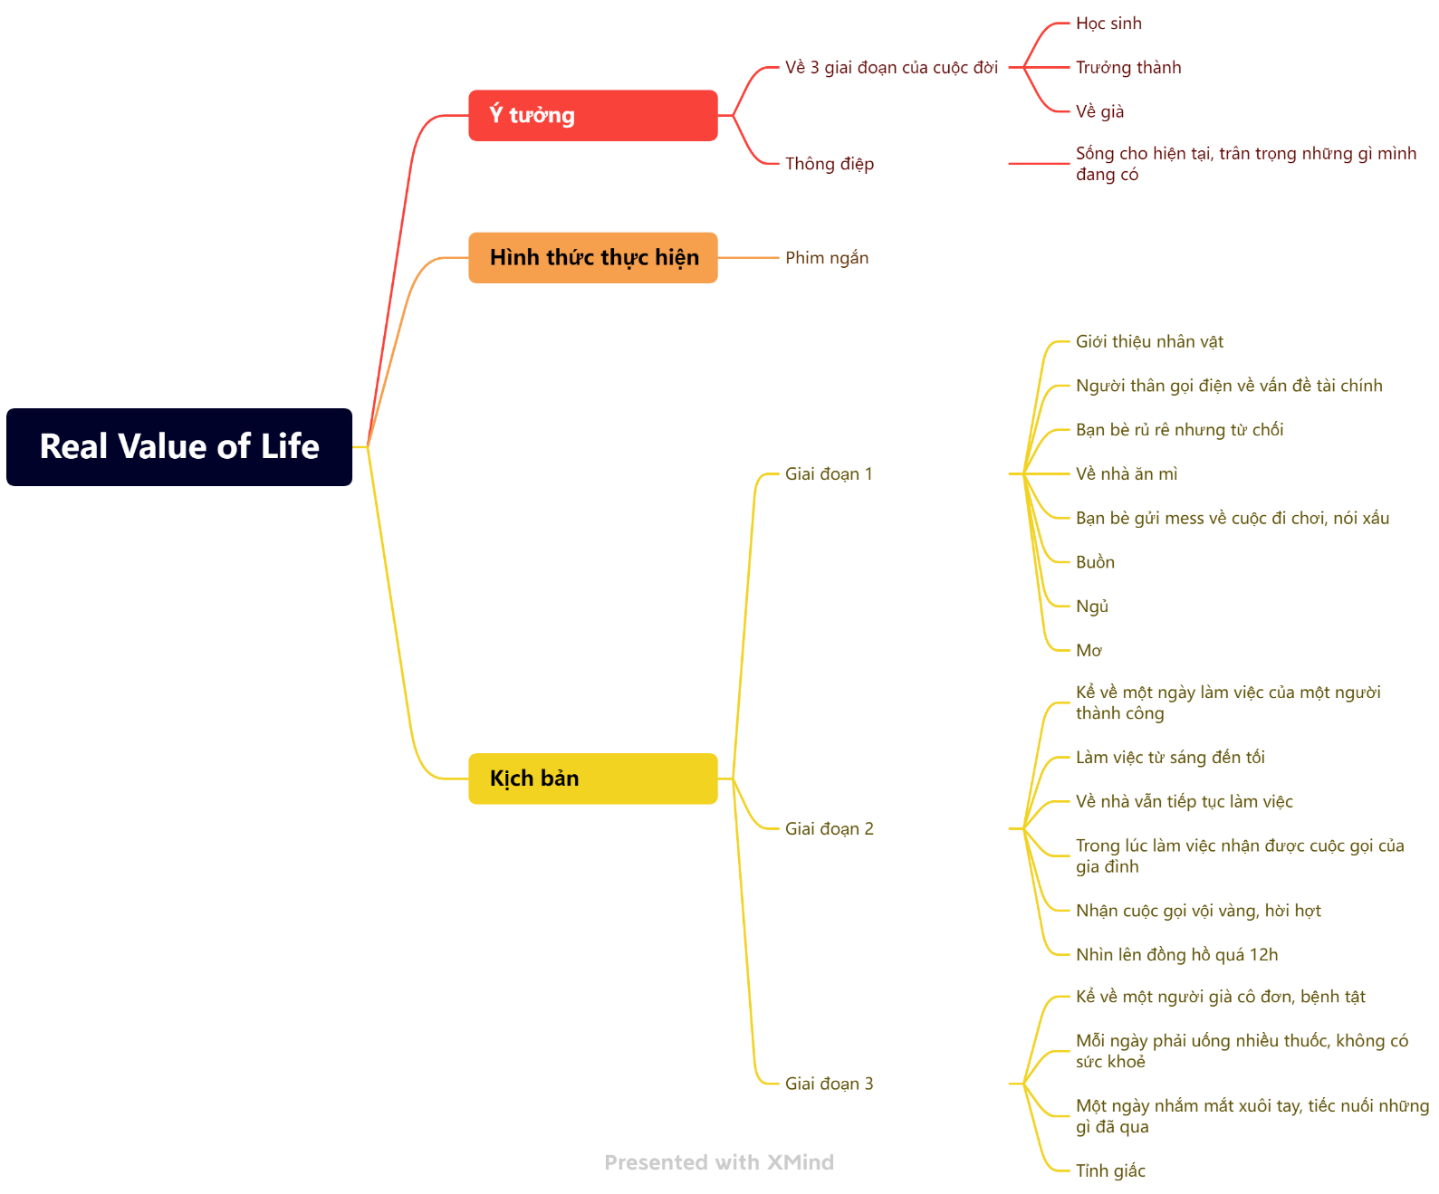 Real Value of Life
Ý tưởng
Về 3 giai đoạn của cuộc đời
Học sinh
Trưởng thành
Về già
Thông điệp
Sống cho hiện tại, trân trọng những gì mình
đang có
Hình thức thực hiện
Phim ngắn
Kịch bản
Giai đoạn 1
Giới thiệu nhân vật
Người thân gọi điện về vấn đề tài chính
Bạn bè rủ rê nhưng từ chối
Về nhà ăn mì
Bạn bè gửi mess về cuộc đi chơi, nói xấu
Buồn
Ngủ
Mơ
Giai đoạn 2
Kể về một ngày làm việc của một người
thành công
Làm việc từ sáng đến tối
Về nhà vẫn tiếp tục làm việc
Trong lúc làm việc nhận được cuộc gọi của
gia đình
Nhận cuộc gọi vội vàng, hời hợt
Nhìn lên đồng hồ quá 12h
Giai đoạn 3
Kể về một người già cô đơn, bệnh tật
Mỗi ngày phải uống nhiều thuốc, không có
sức khoẻ
Một ngày nhắm mắt xuôi tay, tiếc nuối những
gì đã qua
Tỉnh giấc
Presented with XMind